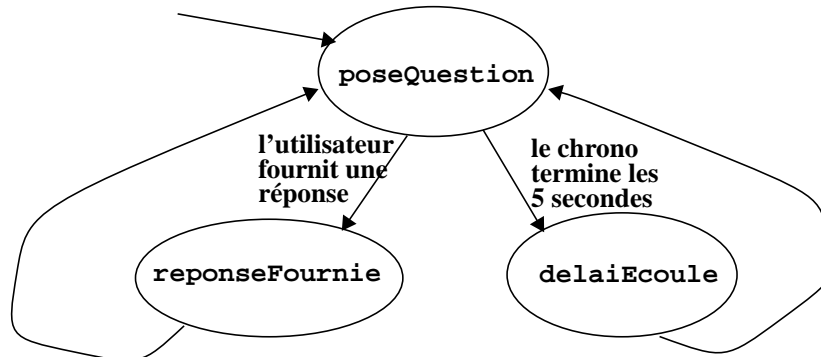 poseQuestion
l’utilisateur
fournit une
réponse
le chrono
termine les
5 secondes
reponseFournie
delaiEcoule